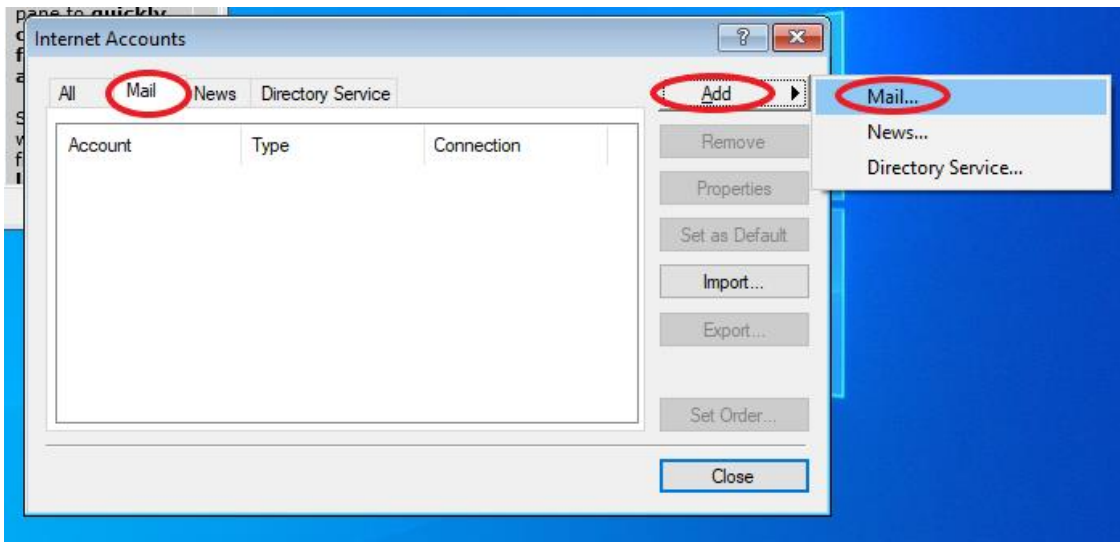 pane to quickly
Internet Accounts
All Mail News Directory Service
Add
Mail...
News...
Directory Service...
Account Type Connection
Remove
Properties
Set as Default
Import...
Export...
Set Order...
Close